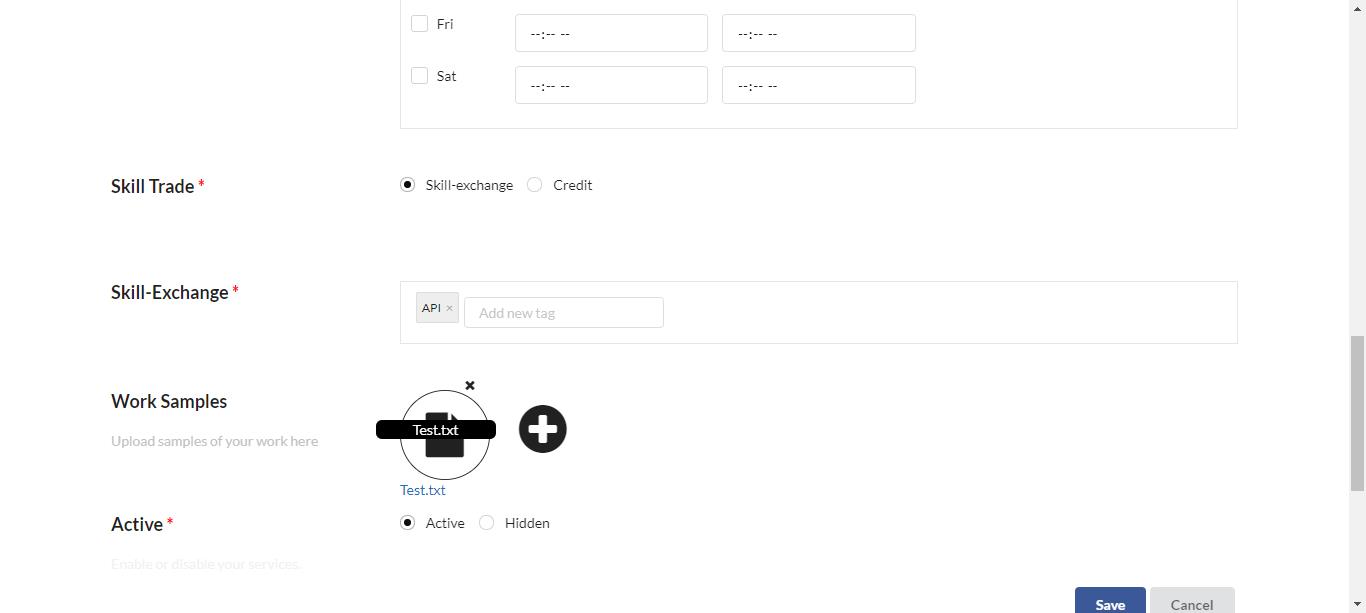 Fri --:-- -- --:-- --
Sat --:-- -- --:-- --
Skill Trade * Skill-exchange Credit
Skill-Exchange *
API × Add new tag
Work Samples
Upload samples of your work here
Test.txt
Test.txt
Active * Active Hidden
Enable or disable your services.
Save Cancel